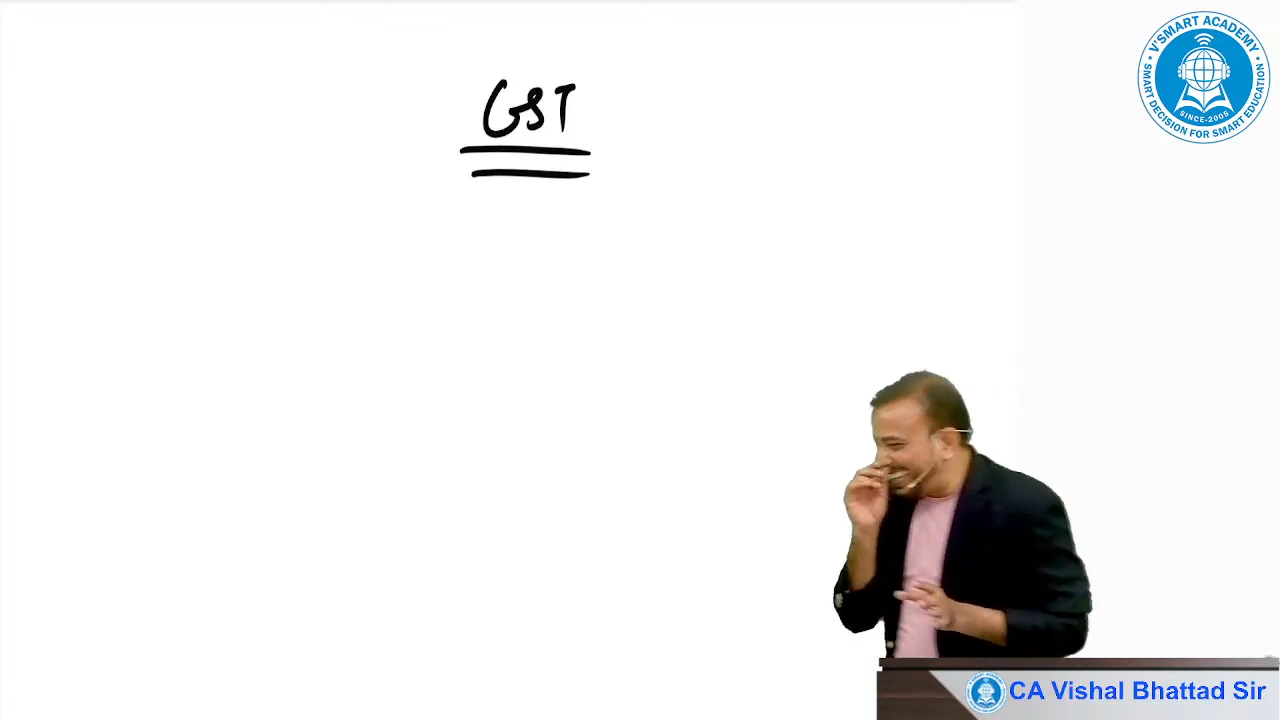 GST
V'SMART ACADEMY
SMART DECISION FOR SMART EDUCATION
SINCE-2005
CA Vishal Bhattad Sir